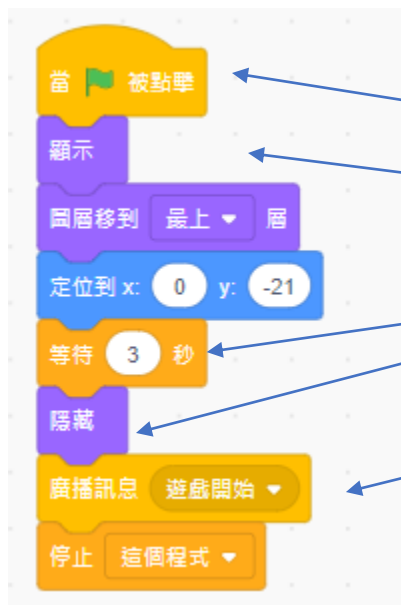 當 被點擊
顯示
圖層移到 最上 層
定位到 x: 0 y: -21
等待 3 秒
隱藏
廣播訊息 遊戲開始
停止 這個程式